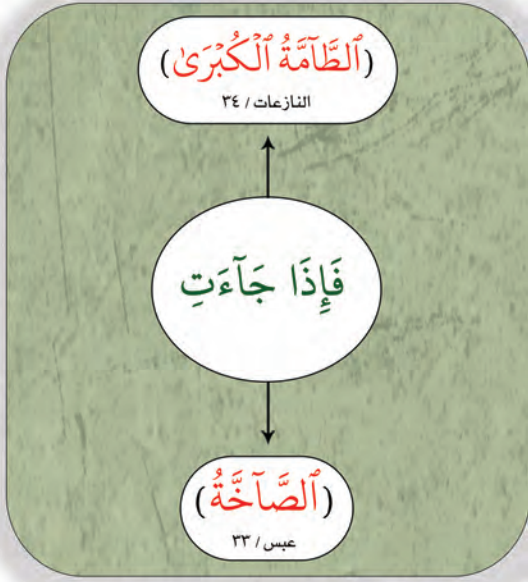 (ٱلطَّآمَّةُ ٱلْكُبْرَىٰ)
النازعات / ٣٤
فَإِذَا جَآءَتِ
(ٱلصَّآخَّةُ)
عبس / ٣٣